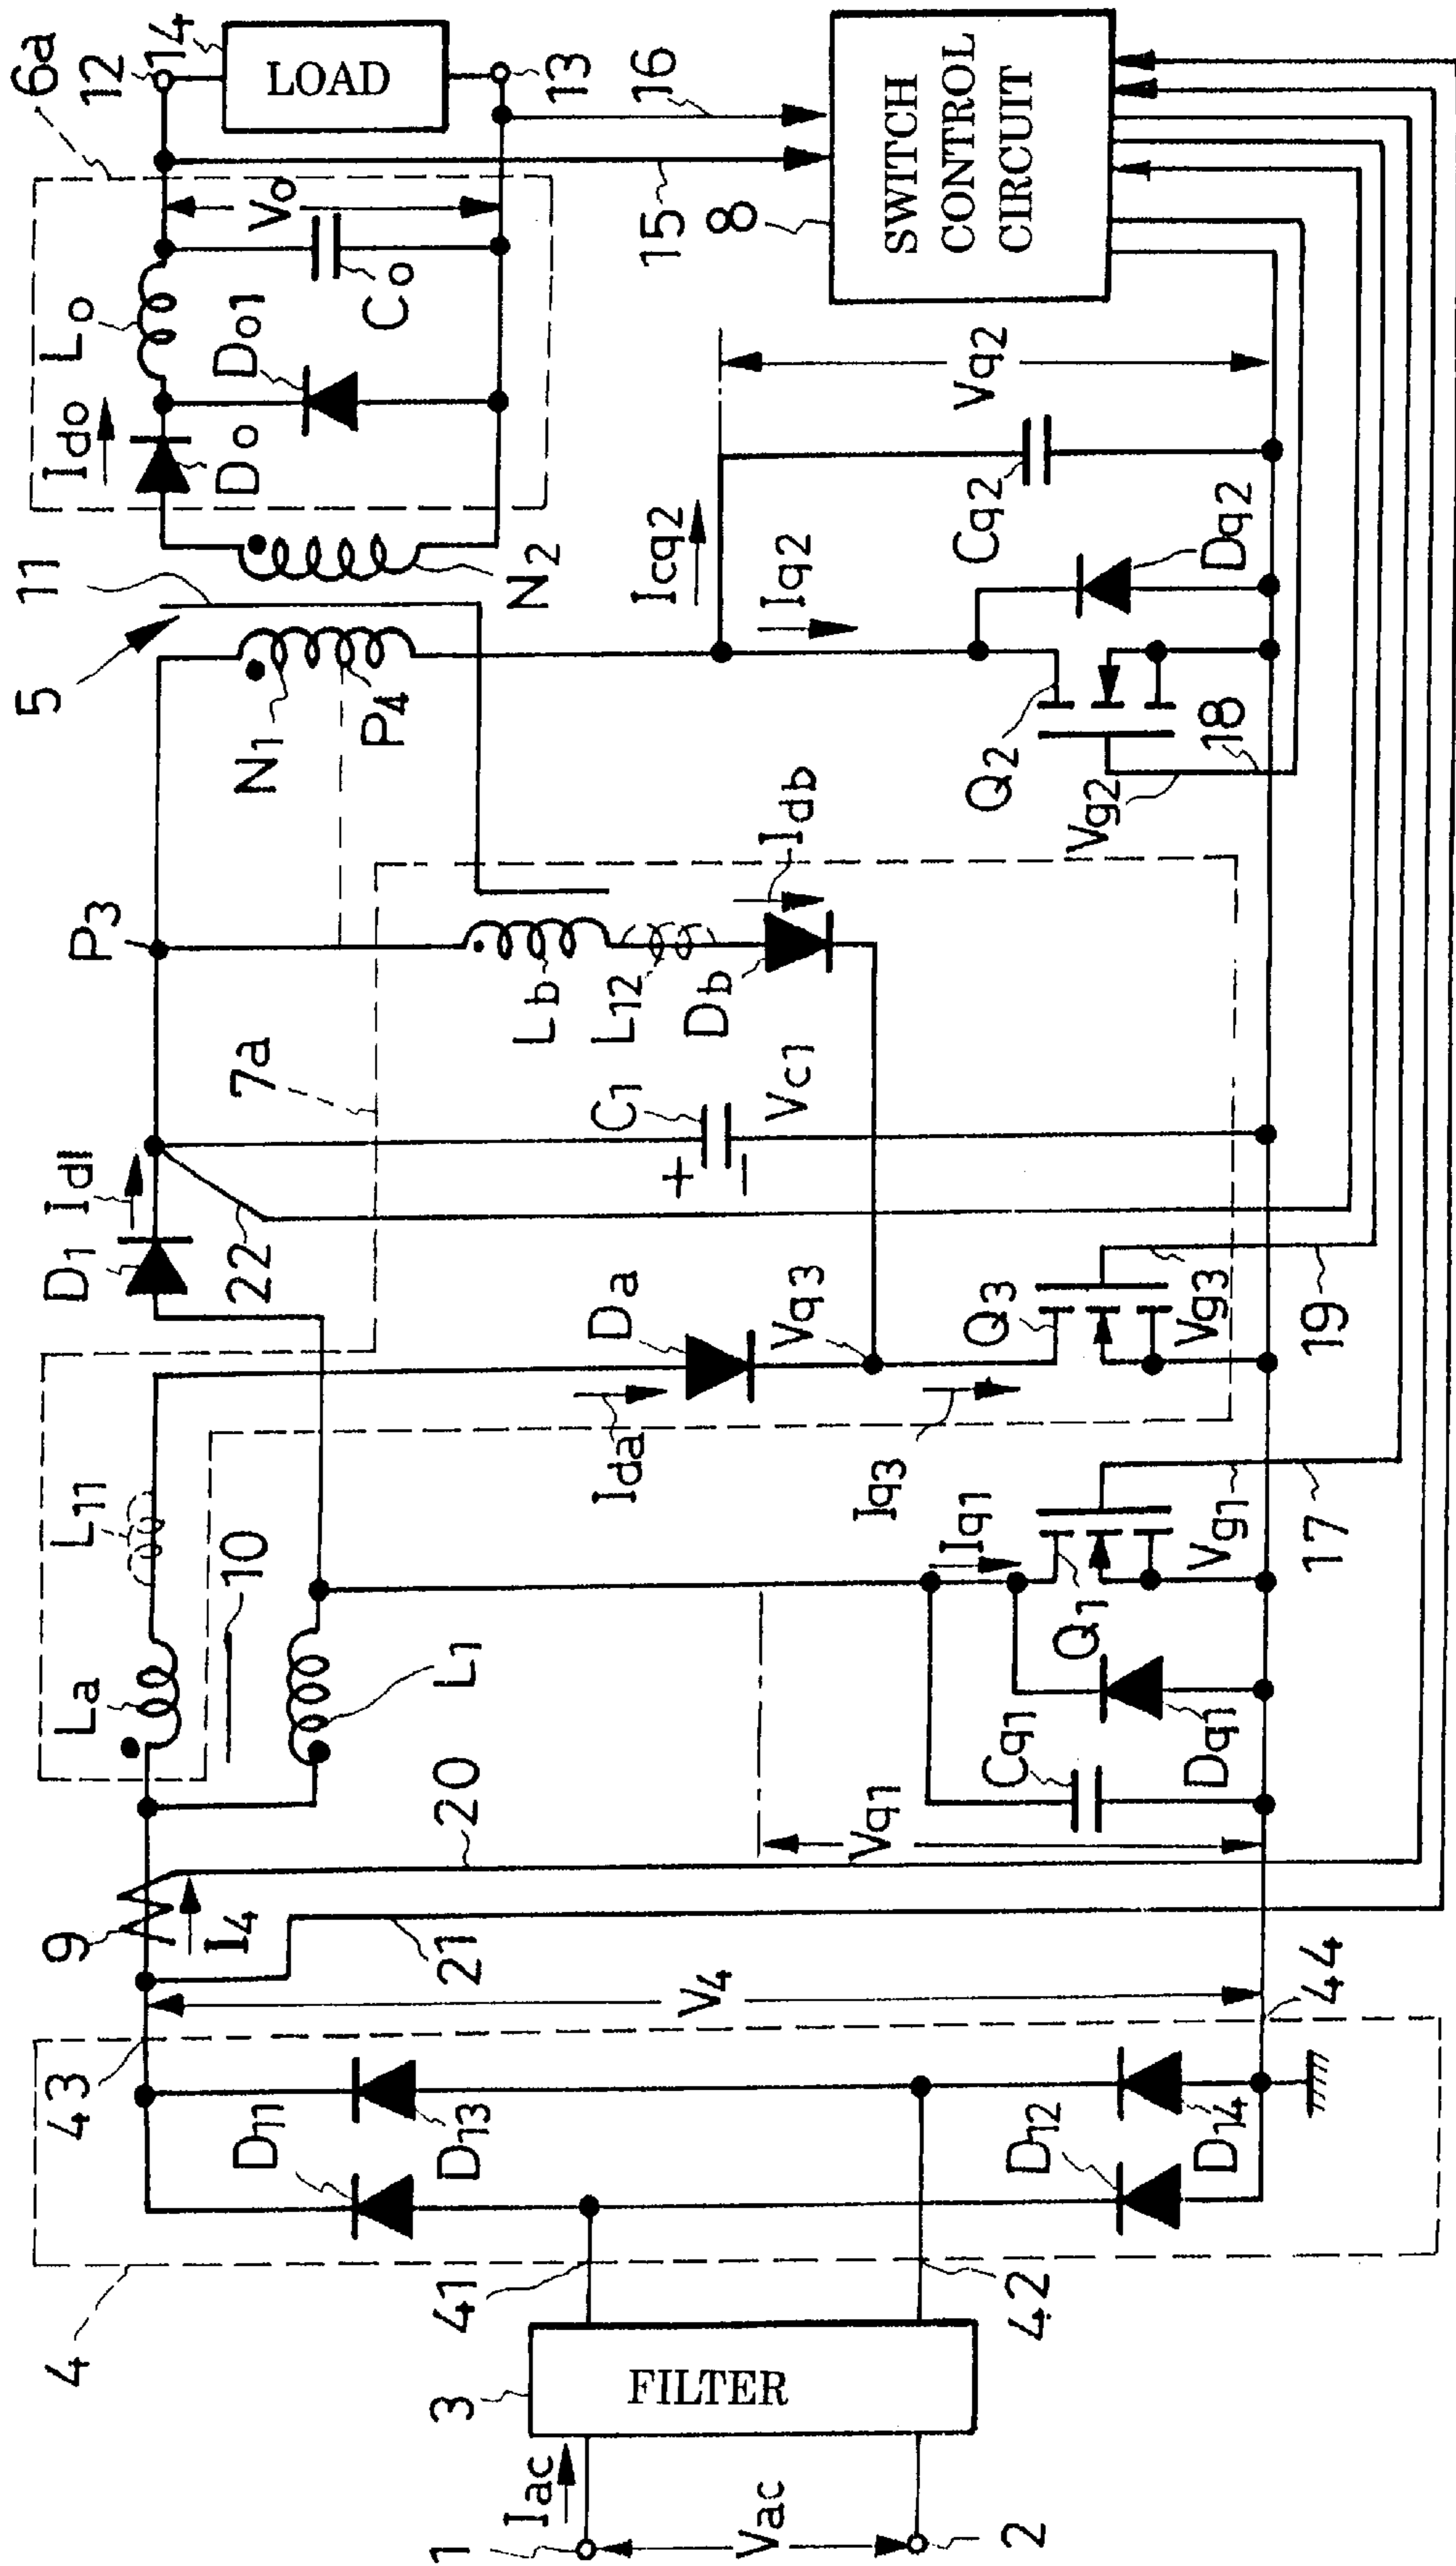 6a
12
14
LOAD
13
16
15
8
SWITCH
CONTROL
CIRCUIT
Vo
Lo
Co
Do1
Ido
Do
5
11
N2
N1
P4
Icq2
Iq2
Vq2
Cq2
Dq2
Q2
Vg2
18
P3
7a
Lb
L12
Db
Idb
C1
+
−
Vc1
D1
Id1
22
Da
Vq3
Ida
Iq3
Q3
Vg3
19
L11
La
10
L1
Iq1
Q1
Vg1
17
Cq1
Dq1
Vq1
20
9
I4
21
V4
43
44
D11
D13
D12
D14
4
41
42
3
FILTER
Iac
1
Vac
2